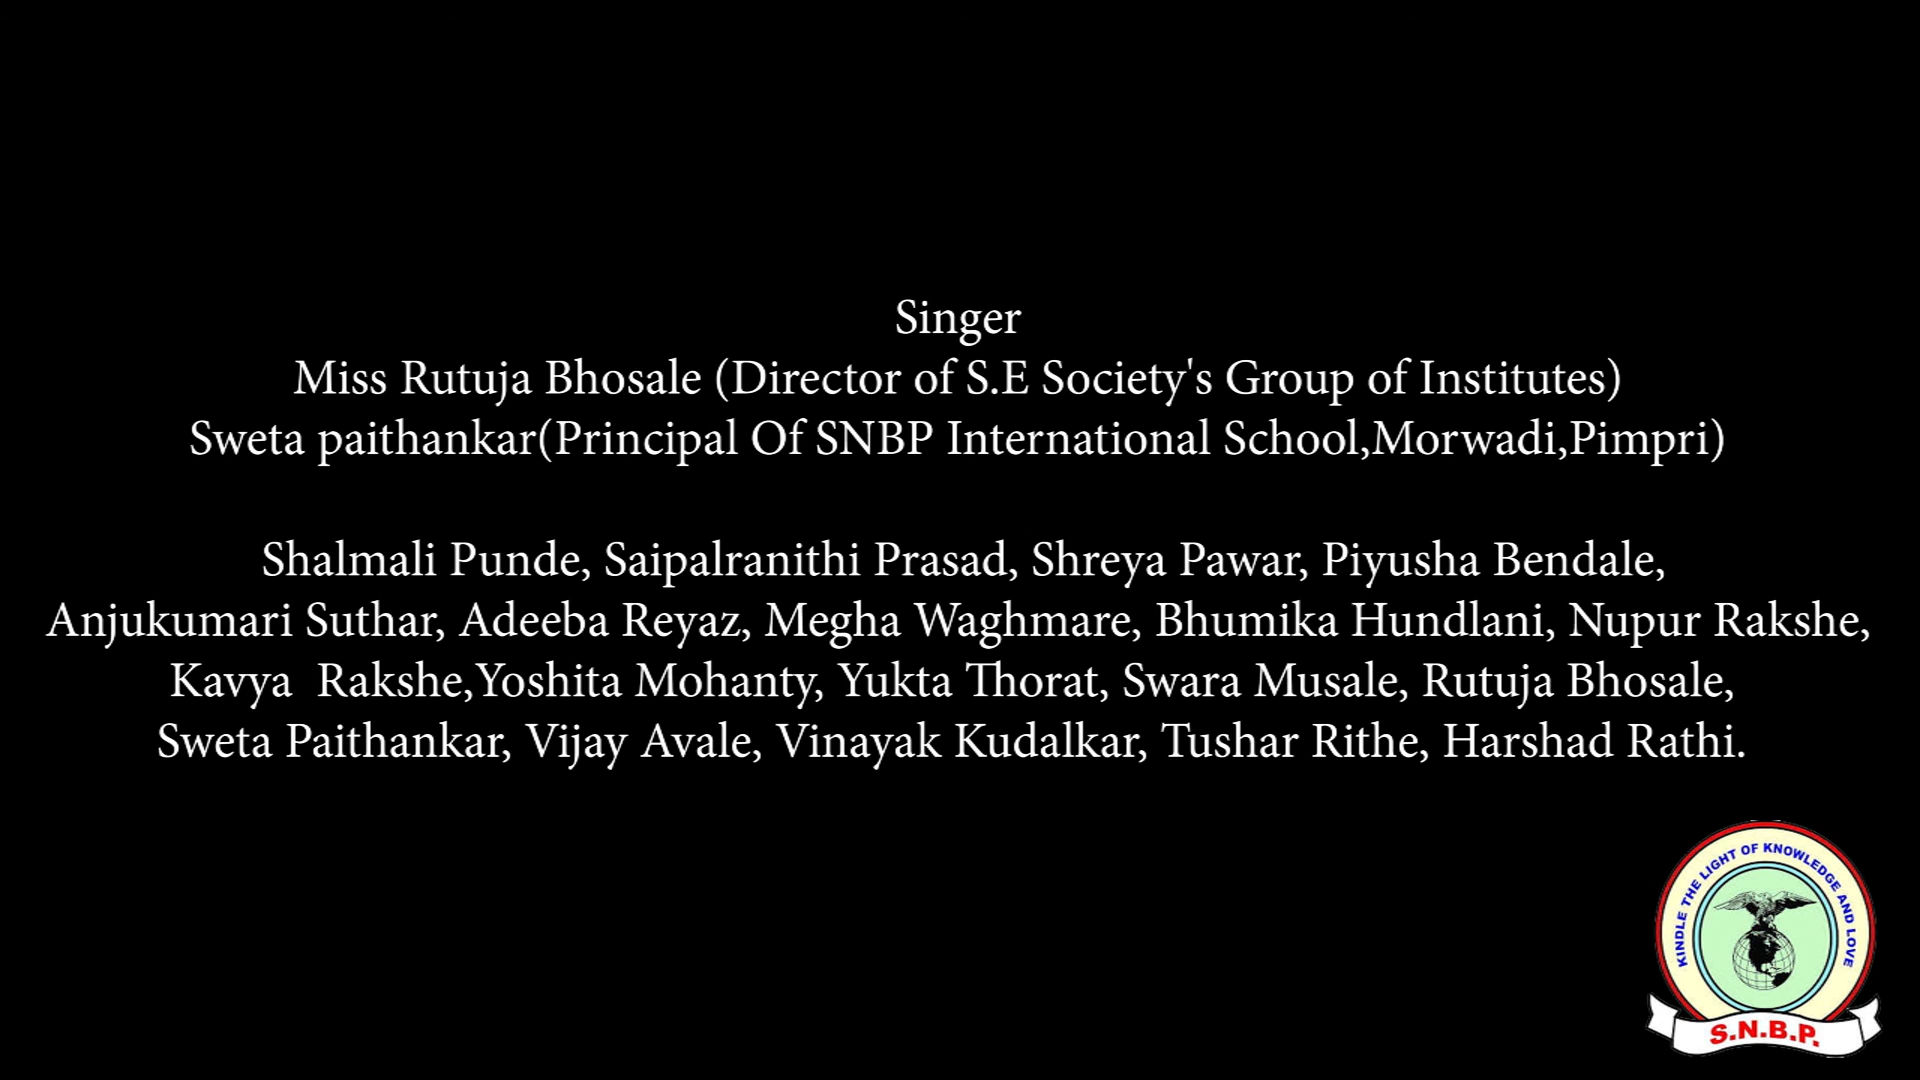 Singer
Miss Rutuja Bhosale (Director of S.E Society's Group of Institutes)
Sweta paithankar(Principal Of SNBP International School,Morwadi,Pimpri)
Shalmali Punde, Saipalranithi Prasad, Shreya Pawar, Piyusha Bendale,
Anjukumari Suthar, Adeeba Reyaz, Megha Waghmare, Bhumika Hundlani, Nupur Rakshe,
Kavya  Rakshe,Yoshita Mohanty, Yukta Thorat, Swara Musale, Rutuja Bhosale,
Sweta Paithankar, Vijay Avale, Vinayak Kudalkar, Tushar Rithe, Harshad Rathi.
KINDLE THE LIGHT OF KNOWLEDGE AND LOVE
S.N.B.P.